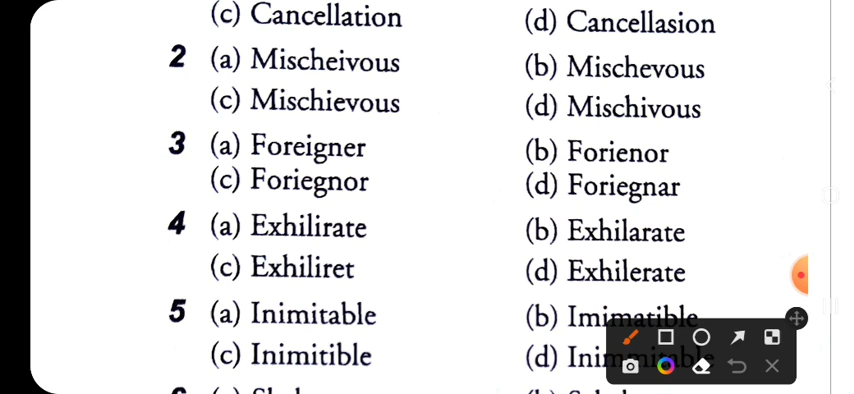 (c) Cancellation (d) Cancellasion
2 (a) Mischeivous (b) Mischevous
(c) Mischievous (d) Mischivous
3 (a) Foreigner (b) Forienor
(c) Foriegnor (d) Foriegnar
4 (a) Exhilirate (b) Exhilarate
(c) Exhiliret (d) Exhilerate
5 (a) Inimitable (b) Imimatible
(c) Inimitible (d)